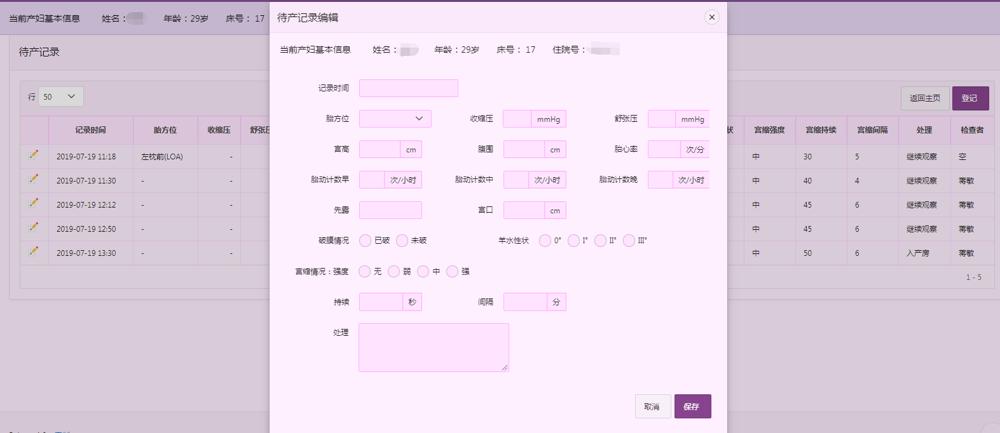 当前产妇基本信息 姓名： 年龄：29岁 床号： 17
待产记录编辑
当前产妇基本信息 姓名： 年龄：29岁 床号： 17 住院号：
待产记录
行 50
返回主页 登记
记录时间 胎方位 收缩压 舒张压
状 宫缩强度 宫缩持续 宫缩间隔 处理 检查者
2019-07-19 11:18 左枕前(LOA) - 中 30 5 继续观察 空
2019-07-19 11:30 - - 中 40 4 继续观察 蒋敏
2019-07-19 12:12 - - 中 45 6 继续观察 蒋敏
2019-07-19 12:50 - - 中 45 6 继续观察 蒋敏
2019-07-19 13:30 - - 中 50 6 入产房 蒋敏
1 - 5
记录时间
胎方位 收缩压 mmHg 舒张压 mmHg
宫高 cm 腹围 cm 胎心率 次/分
胎动计数早 次/小时 胎动计数中 次/小时 胎动计数晚 次/小时
先露 宫口 cm
破膜情况 已破 未破 羊水性状 0° I° II° III°
宫缩情况：强度 无 弱 中 强
持续 秒 间隔 分
处理
取消 保存